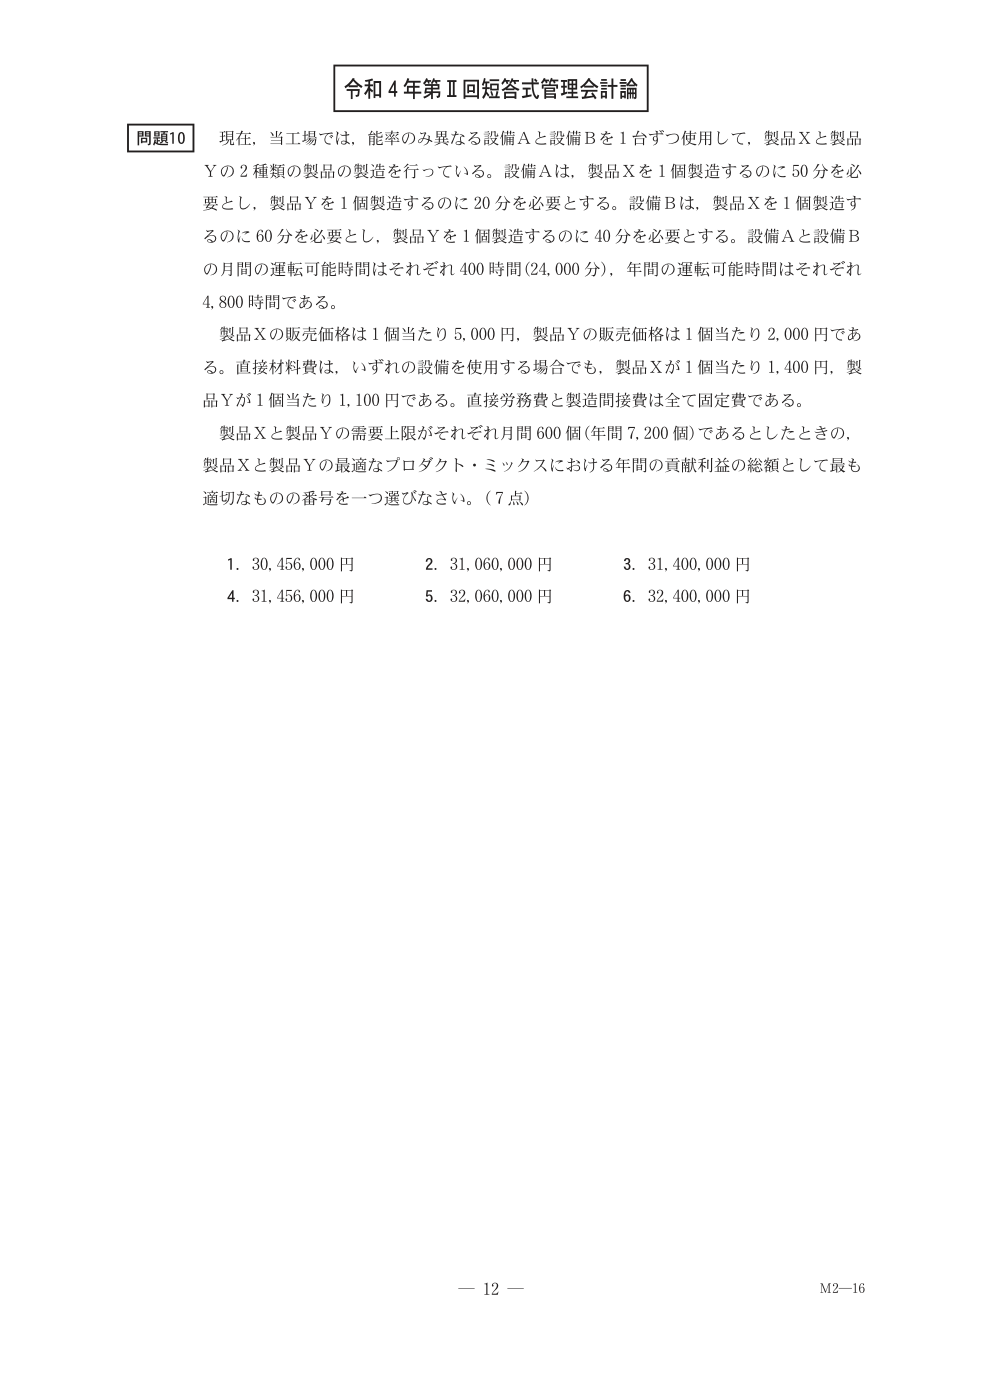 令和4年第Ⅱ回短答式管理会計論
問題10 現在，当工場では，能率のみ異なる設備Aと設備Bを1台ずつ使用して，製品Xと製品
Yの2種類の製品の製造を行っている。設備Aは，製品Xを1個製造するのに50分を必
要とし，製品Yを1個製造するのに20分を必要とする。設備Bは，製品Xを1個製造す
るのに60分を必要とし，製品Yを1個製造するのに40分を必要とする。設備Aと設備B
の月間の運転可能時間はそれぞれ400時間(24,000分)，年間の運転可能時間はそれぞれ
4,800時間である。
製品Xの販売価格は1個当たり5,000円，製品Yの販売価格は1個当たり2,000円であ
る。直接材料費は，いずれの設備を使用する場合でも，製品Xが1個当たり1,400円，製
品Yが1個当たり1,100円である。直接労務費と製造間接費は全て固定費である。
製品Xと製品Yの需要上限がそれぞれ月間600個(年間7,200個)であるとしたときの，
製品Xと製品Yの最適なプロダクト・ミックスにおける年間の貢献利益の総額として最も
適切なものの番号を一つ選びなさい。(7点)
1. 30,456,000円 2. 31,060,000円 3. 31,400,000円
4. 31,456,000円 5. 32,060,000円 6. 32,400,000円
― 12 ― M2―16